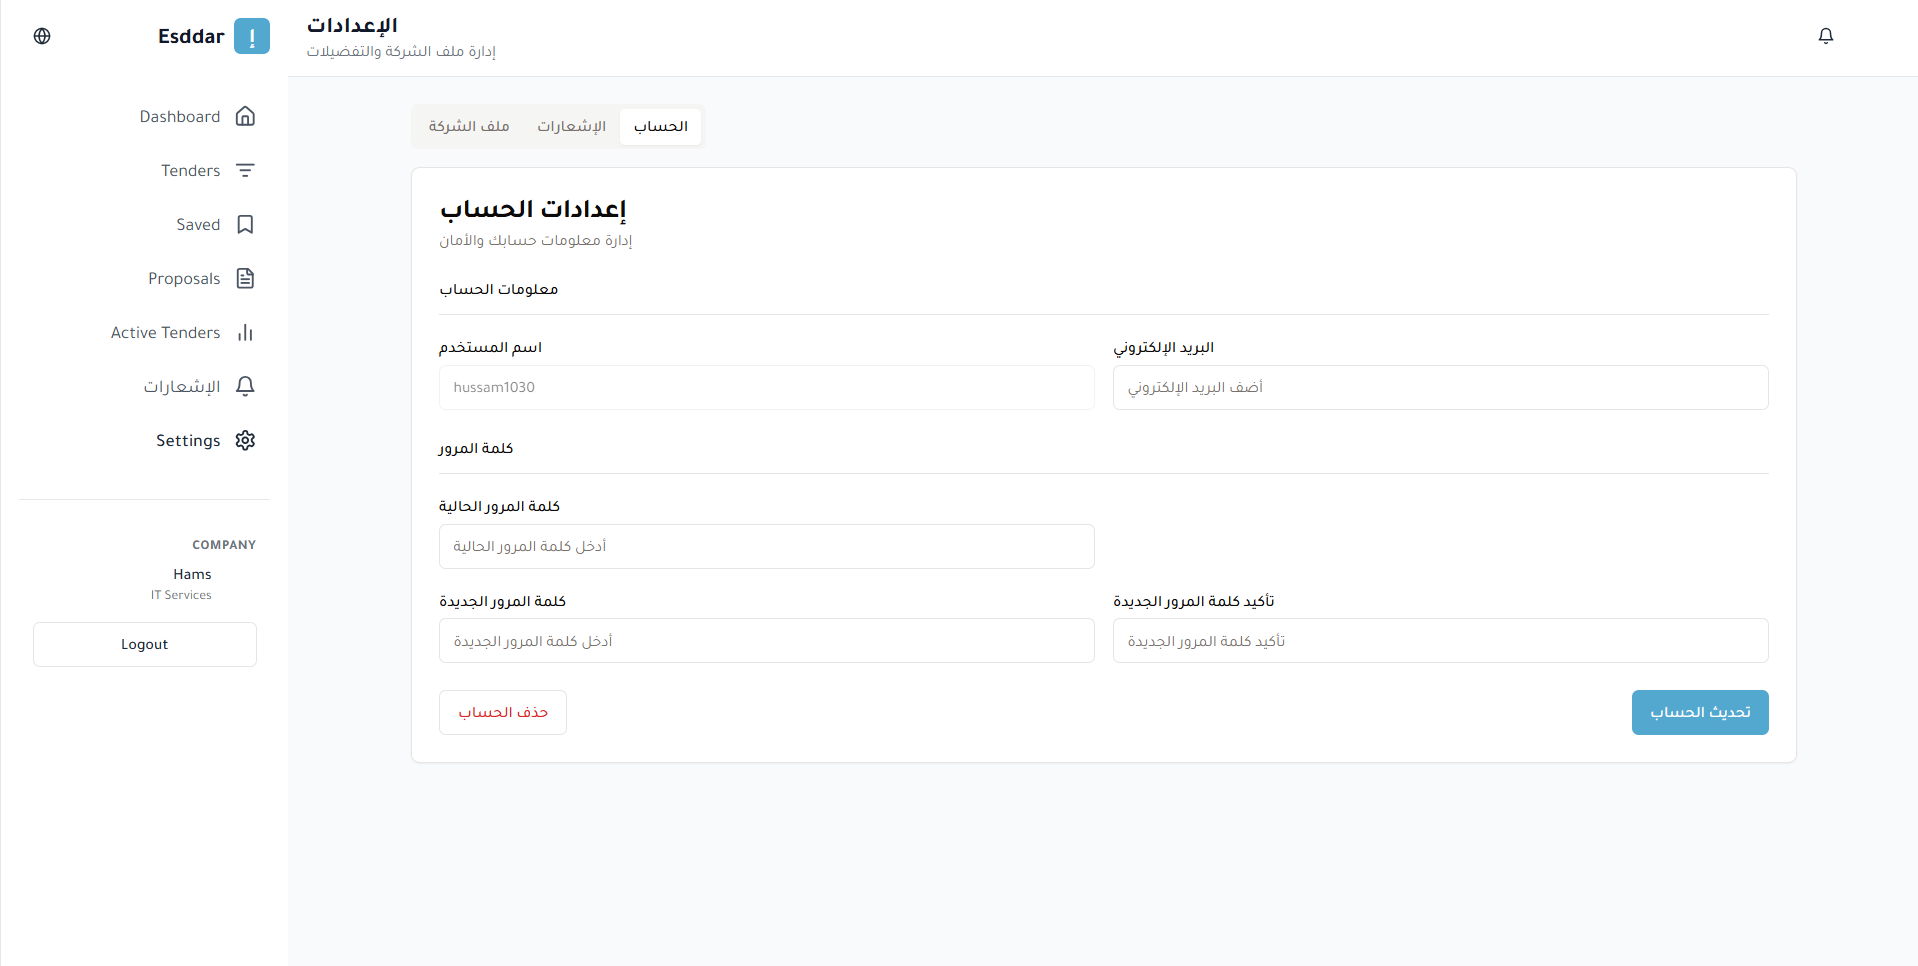 Esddar
إ
Dashboard
Tenders
Saved
Proposals
Active Tenders
الإشعارات
Settings
COMPANY
Hams
IT Services
Logout
الإعدادات
إدارة ملف الشركة والتفضيلات
ملف الشركة
الإشعارات
الحساب
إعدادات الحساب
إدارة معلومات حسابك والأمان
معلومات الحساب
اسم المستخدم
hussam1030
البريد الإلكتروني
أضف البريد الإلكتروني
كلمة المرور
كلمة المرور الحالية
أدخل كلمة المرور الحالية
كلمة المرور الجديدة
أدخل كلمة المرور الجديدة
تأكيد كلمة المرور الجديدة
تأكيد كلمة المرور الجديدة
حذف الحساب
تحديث الحساب